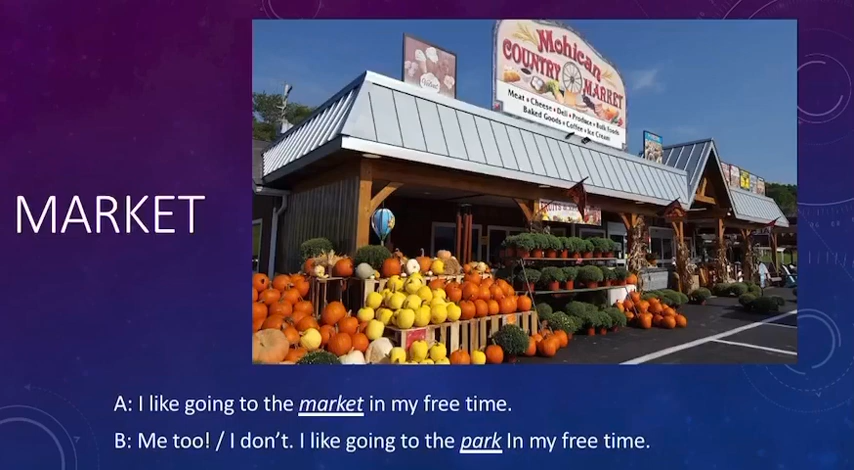 MARKET
Mohican
COUNTRY MARKET
Meat • Cheese • Deli • Produce • Bulk Foods
Baked Goods • Coffee • Ice Cream
A: I like going to the market in my free time.
B: Me too! / I don't. I like going to the park In my free time.